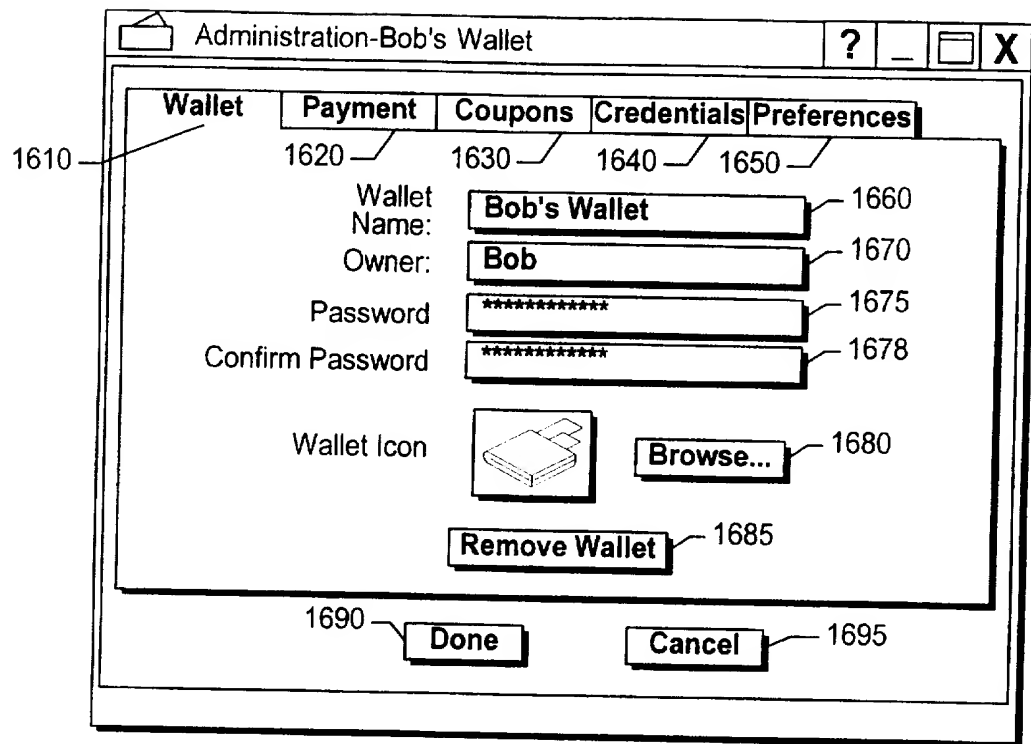 Administration-Bob's Wallet ? _ X
Wallet Payment Coupons Credentials Preferences
1610 1620 1630 1640 1650
Wallet Name: Bob's Wallet 1660
Owner: Bob 1670
Password ************ 1675
Confirm Password ************ 1678
Wallet Icon Browse... 1680
Remove Wallet 1685
1690 Done Cancel 1695